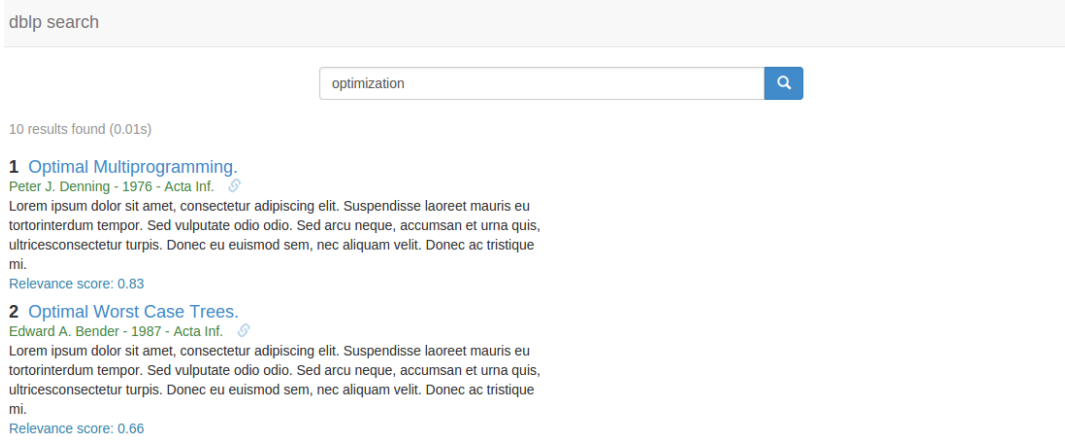 dblp search
optimization
10 results found (0.01s)
1 Optimal Multiprogramming.
Peter J. Denning - 1976 - Acta Inf.
Lorem ipsum dolor sit amet, consectetur adipiscing elit. Suspendisse laoreet mauris eu
tortorinterdum tempor. Sed vulputate odio odio. Sed arcu neque, accumsan et urna quis,
ultricesconsectetur turpis. Donec eu euismod sem, nec aliquam velit. Donec ac tristique
mi.
Relevance score: 0.83
2 Optimal Worst Case Trees.
Edward A. Bender - 1987 - Acta Inf.
Lorem ipsum dolor sit amet, consectetur adipiscing elit. Suspendisse laoreet mauris eu
tortorinterdum tempor. Sed vulputate odio odio. Sed arcu neque, accumsan et urna quis,
ultricesconsectetur turpis. Donec eu euismod sem, nec aliquam velit. Donec ac tristique
mi.
Relevance score: 0.66